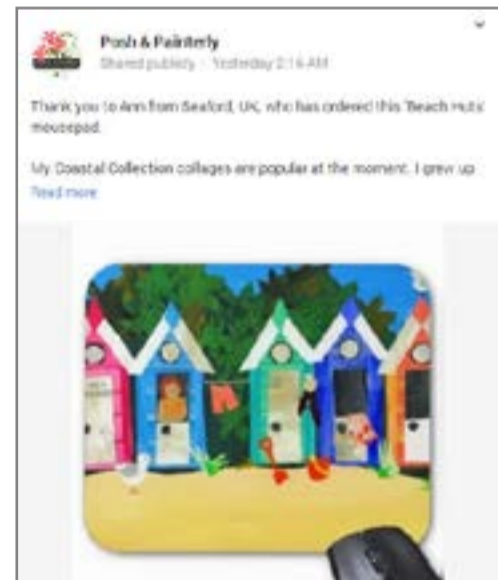 Posh & Painterly
Shared publicly - Yesterday 2:16 AM
Thank you to Ann from Seaford, UK, who has ordered this 'Beach Huts'
mousepad.
My Coastal Collection collages are popular at the moment. I grew up
Read more